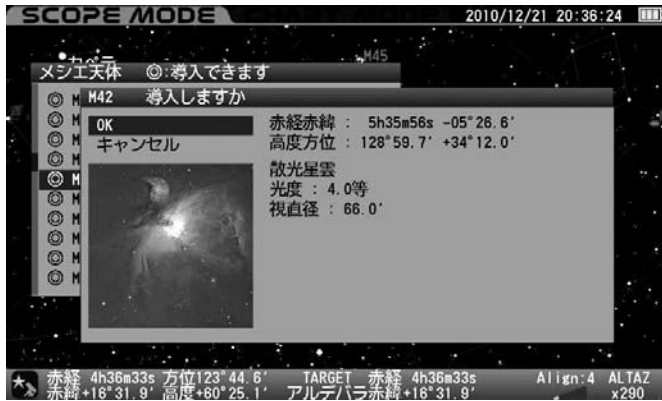 SCOPE MODE
2010/12/21 20:36:24
カペラ
M45
メシエ天体 ◎:導入できます
M42 導入しますか
◎ M
◎ M
◎ M
◎ M
◎ M
◎ M
◎ M
◎ M
◎ M
◎ M
OK
キャンセル
赤経赤緯 : 5h35m56s -05°26.6′
高度方位 : 128°59.7′ +34°12.0′
散光星雲
光度 : 4.0等
視直径 : 66.0′
赤経 4h36m33s 方位123°44.6′ TARGET 赤経 4h36m33s Align:4 ALTAZ
赤緯+16°31.9′ 高度+60°25.1′ アルデバラ赤緯+16°31.9′ x290